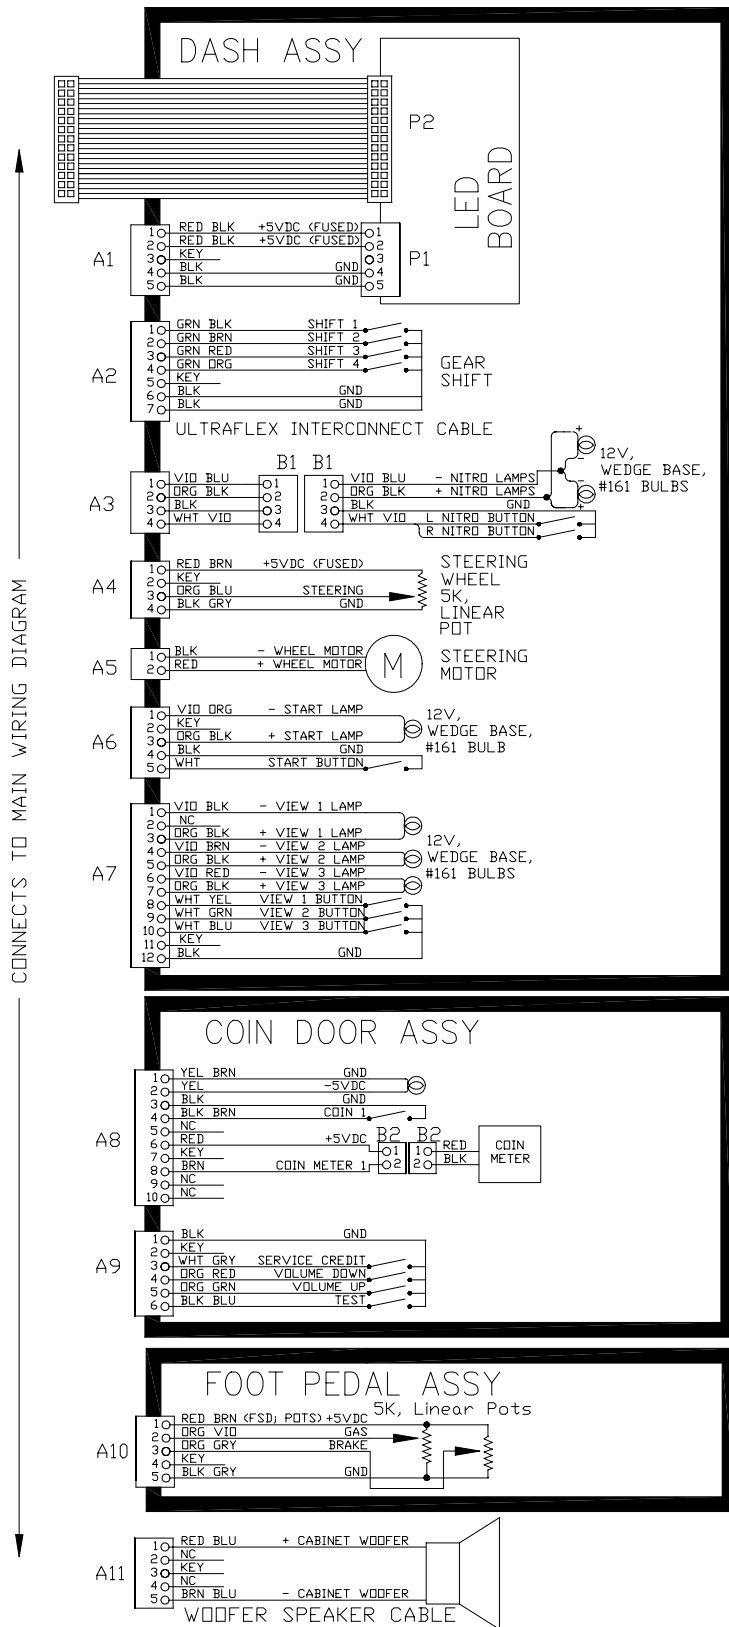 DASH ASSY
P2
LED
BOARD
A1
1 RED BLK +5VDC (FUSED) 1
2 RED BLK +5VDC (FUSED) 2
3 KEY 3
4 BLK GND 4
5 BLK GND 5
P1
A2
1 GRN BLK SHIFT 1
2 GRN BRN SHIFT 2
3 GRN RED SHIFT 3
4 GRN ORG SHIFT 4
5 KEY
6 BLK GND
7 BLK GND
GEAR
SHIFT
ULTRAFLEX INTERCONNECT CABLE
B1 B1
A3
1 VIO BLU 1 1 VIO BLU - NITRO LAMPS
2 ORG BLK 2 2 ORG BLK + NITRO LAMPS
3 BLK 3 3 BLK GND
4 WHT VIO 4 4 WHT VIO L NITRO BUTTON
R NITRO BUTTON
+
-
-
+
12V,
WEDGE BASE,
#161 BULBS
A4
1 RED BRN +5VDC (FUSED)
2 KEY
3 ORG BLU STEERING
4 BLK GRY GND
STEERING
WHEEL
5K,
LINEAR
POT
A5
1 BLK - WHEEL MOTOR
2 RED + WHEEL MOTOR
M
STEERING
MOTOR
A6
1 VIO ORG - START LAMP
2 KEY
3 ORG BLK + START LAMP
4 BLK GND
5 WHT START BUTTON
12V,
WEDGE BASE,
#161 BULB
A7
1 VIO BLK - VIEW 1 LAMP
2 NC
3 ORG BLK + VIEW 1 LAMP
4 VIO BRN - VIEW 2 LAMP
5 ORG BLK + VIEW 2 LAMP
6 VIO RED - VIEW 3 LAMP
7 ORG BLK + VIEW 3 LAMP
8 WHT YEL VIEW 1 BUTTON
9 WHT GRN VIEW 2 BUTTON
10 WHT BLU VIEW 3 BUTTON
11 KEY
12 BLK GND
12V,
WEDGE BASE,
#161 BULBS
CONNECTS TO MAIN WIRING DIAGRAM
COIN DOOR ASSY
A8
1 YEL BRN GND
2 YEL -5VDC
3 BLK GND
4 BLK BRN COIN 1
5 NC
6 RED +5VDC
7 KEY
8 BRN COIN METER 1
9 NC
10 NC
B2 B2
1 1 RED
2 2 BLK
COIN
METER
A9
1 BLK GND
2 KEY
3 WHT GRY SERVICE CREDIT
4 ORG RED VOLUME DOWN
5 ORG GRN VOLUME UP
6 BLK BLU TEST
FOOT PEDAL ASSY
5K, Linear Pots
A10
1 RED BRN (FSD; POTS) +5VDC
2 ORG VIO GAS
3 ORG GRY BRAKE
4 KEY
5 BLK GRY GND
A11
1 RED BLU + CABINET WOOFER
2 NC
3 KEY
4 NC
5 BRN BLU - CABINET WOOFER
WOOFER SPEAKER CABLE